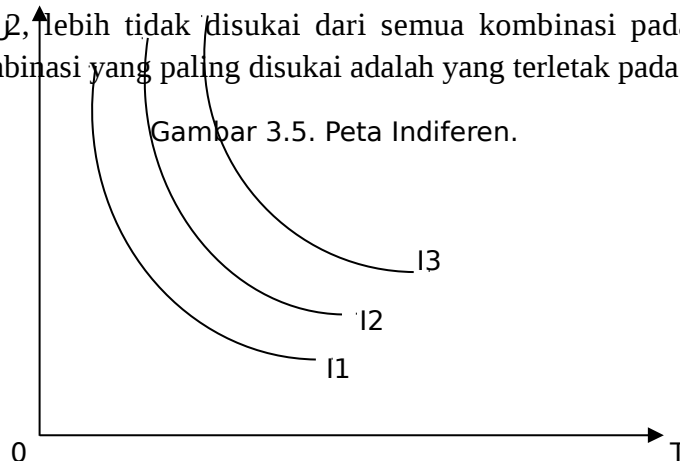 2, lebih tidak disukai dari semua kombinasi pada
yang paling disukai adalah yang terletak pada
Gambar 3.5. Peta Indiferen.
I3
I2
I1
0
T